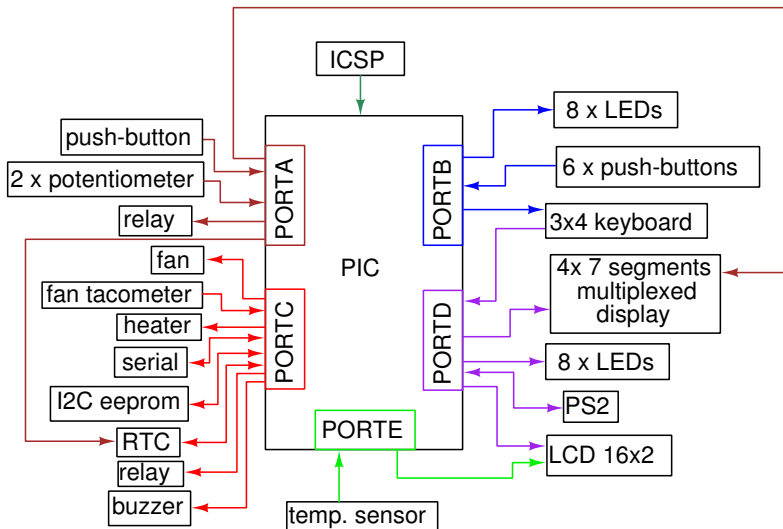 ICSP
8 x LEDs
push-button
6 x push-buttons
2 x potentiometer
PORTA
PORTB
relay
3x4 keyboard
fan
PIC
4x 7 segments
multiplexed
display
fan tacometer
heater
PORTC
PORTD
serial
8 x LEDs
I2C eeprom
PS2
PORTE
RTC
LCD 16x2
relay
buzzer
temp. sensor